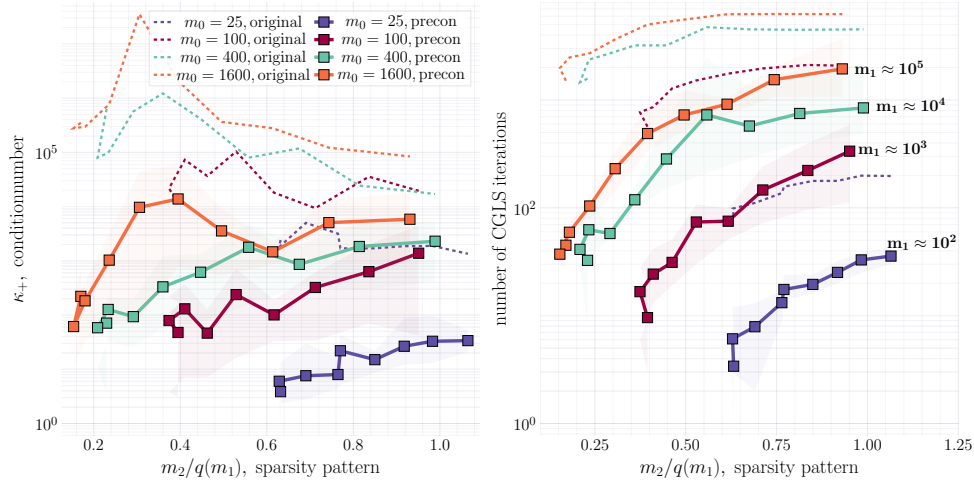 m₀ = 25, original
m₀ = 100, original
m₀ = 400, original
m₀ = 1600, original
m₀ = 25, precon
m₀ = 100, precon
m₀ = 400, precon
m₀ = 1600, precon
κ₊, conditionnumber
10⁵
10⁰
0.2 0.4 0.6 0.8 1.0
m₂/q(m₁), sparsity pattern
number of CGLS iterations
10²
10⁰
m₁ ≈ 10⁵
m₁ ≈ 10⁴
m₁ ≈ 10³
m₁ ≈ 10²
0.25 0.50 0.75 1.00 1.25
m₂/q(m₁), sparsity pattern